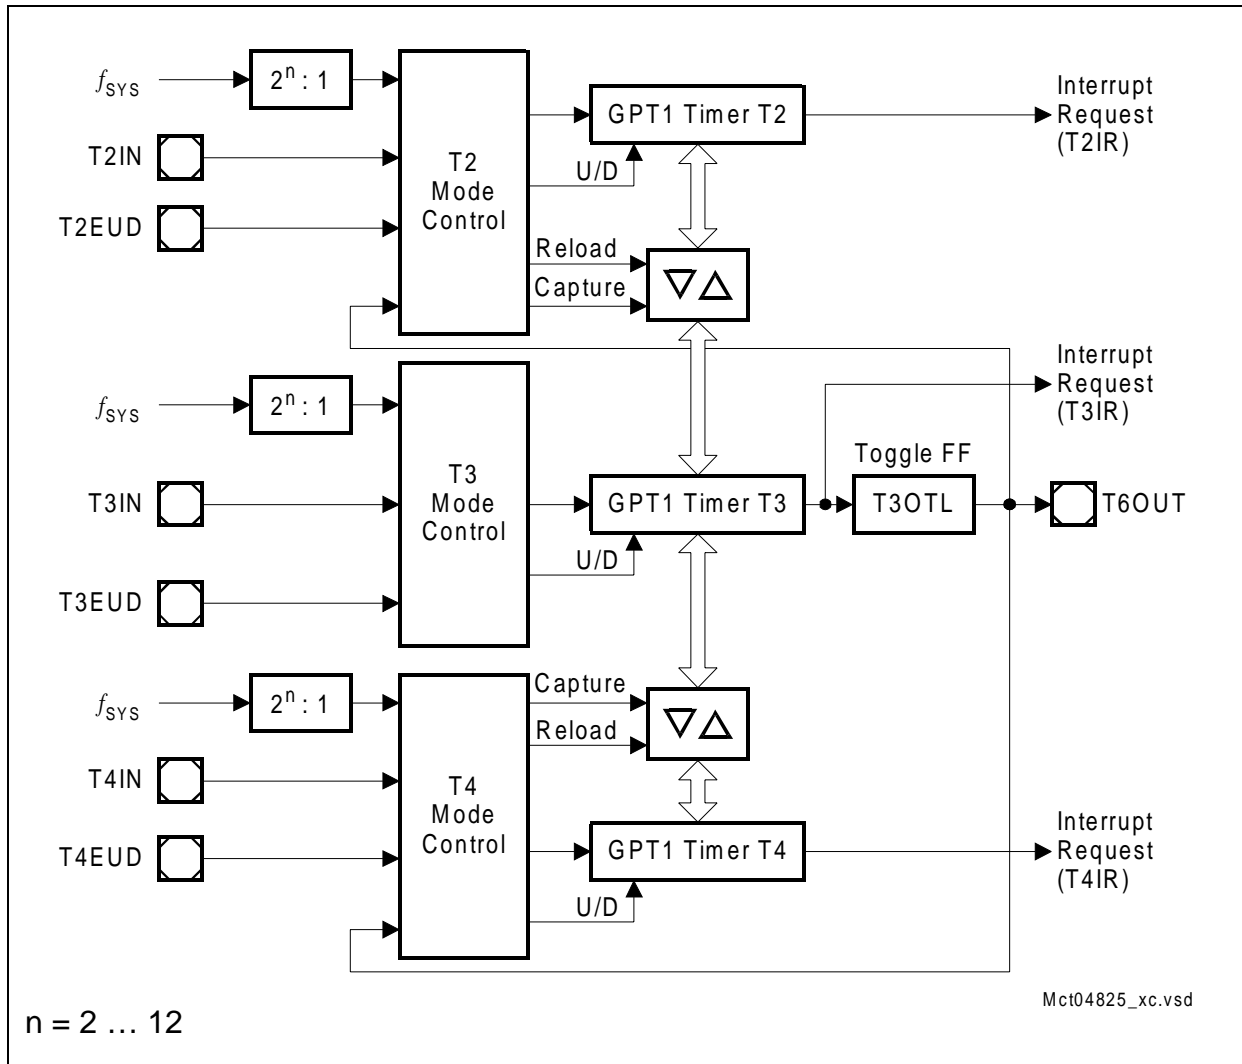 fSYS
2ⁿ : 1
T2IN
T2EUD
T2
Mode
Control
GPT1 Timer T2
U/D
Reload
Capture
Interrupt
Request
(T2IR)
fSYS
2ⁿ : 1
T3IN
T3EUD
T3
Mode
Control
GPT1 Timer T3
U/D
Toggle FF
T3OTL
T6OUT
Interrupt
Request
(T3IR)
fSYS
2ⁿ : 1
T4IN
T4EUD
T4
Mode
Control
Capture
Reload
GPT1 Timer T4
U/D
Interrupt
Request
(T4IR)
Mct04825_xc.vsd
n = 2 … 12